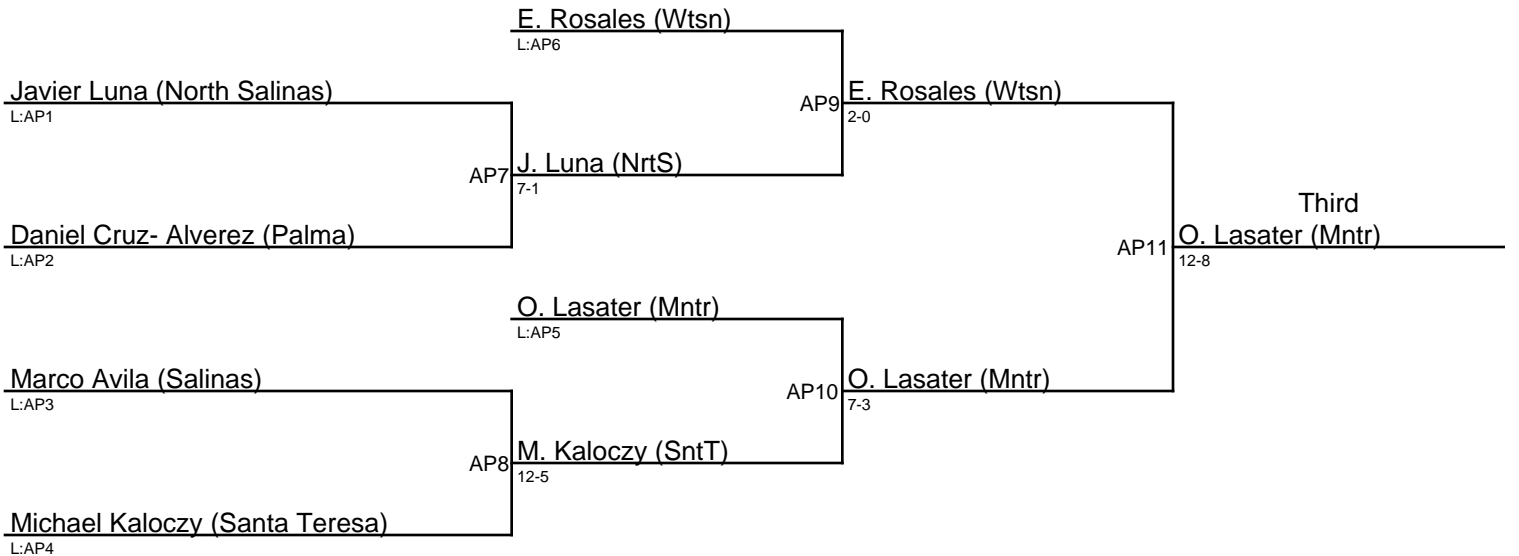 E. Rosales (Wtsn)
L:AP6
Javier Luna (North Salinas)
L:AP1
AP9
E. Rosales (Wtsn)
2-0
AP7
J. Luna (NrtS)
7-1
Third
Daniel Cruz- Alverez (Palma)
L:AP2
AP11
O. Lasater (Mntr)
12-8
O. Lasater (Mntr)
L:AP5
Marco Avila (Salinas)
L:AP3
AP10
O. Lasater (Mntr)
7-3
AP8
M. Kaloczy (SntT)
12-5
Michael Kaloczy (Santa Teresa)
L:AP4